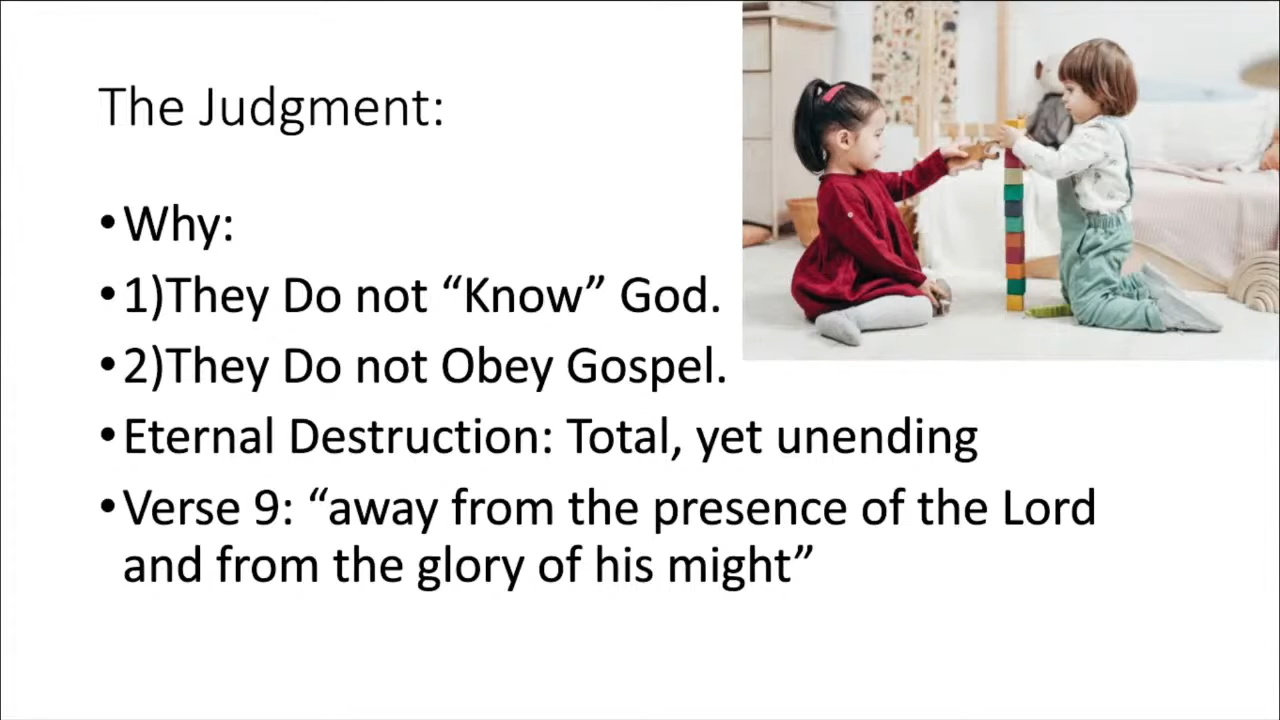 The Judgment:
•Why:
•1)They Do not “Know” God.
•2)They Do not Obey Gospel.
•Eternal Destruction: Total, yet unending
•Verse 9: “away from the presence of the Lord
and from the glory of his might”